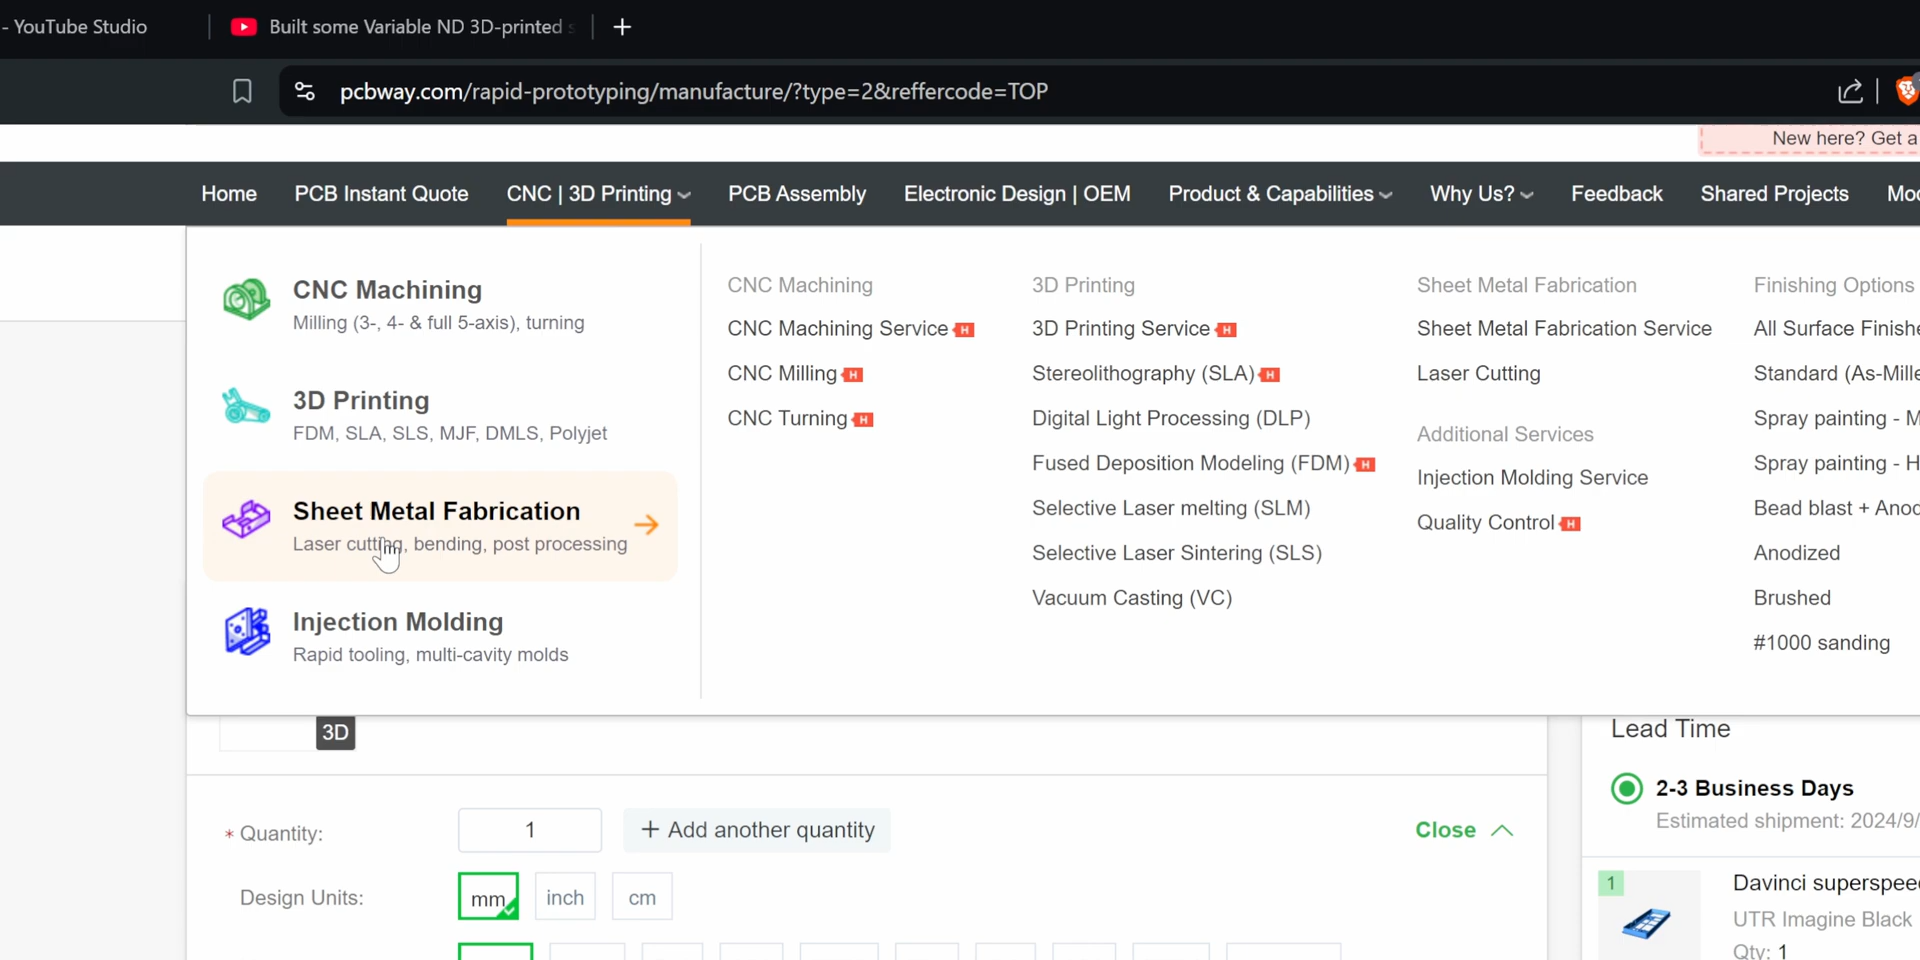 - YouTube Studio
Built some Variable ND 3D-printed
pcbway.com/rapid-prototyping/manufacture/?type=2&reffercode=TOP
New here? Get a
Home
PCB Instant Quote
CNC | 3D Printing
PCB Assembly
Electronic Design | OEM
Product & Capabilities
Why Us?
Feedback
Shared Projects
CNC Machining
Milling (3-, 4- & full 5-axis), turning
3D Printing
FDM, SLA, SLS, MJF, DMLS, Polyjet
Sheet Metal Fabrication
Laser cutting, bending, post processing
Injection Molding
Rapid tooling, multi-cavity molds
CNC Machining
CNC Machining Service H
CNC Milling H
CNC Turning H
3D Printing
3D Printing Service H
Stereolithography (SLA) H
Digital Light Processing (DLP)
Fused Deposition Modeling (FDM) H
Selective Laser melting (SLM)
Selective Laser Sintering (SLS)
Vacuum Casting (VC)
Sheet Metal Fabrication
Sheet Metal Fabrication Service
Laser Cutting
Additional Services
Injection Molding Service
Quality Control H
Finishing Options
All Surface Finishe
Standard (As-Mille
Spray painting - M
Spray painting - H
Bead blast + Anod
Anodized
Brushed
#1000 sanding
3D
* Quantity:
1
+ Add another quantity
Close
Design Units:
mm
inch
cm
Lead Time
2-3 Business Days
Estimated shipment: 2024/9/
1
Davinci superspeed
UTR Imagine Black
Qty: 1